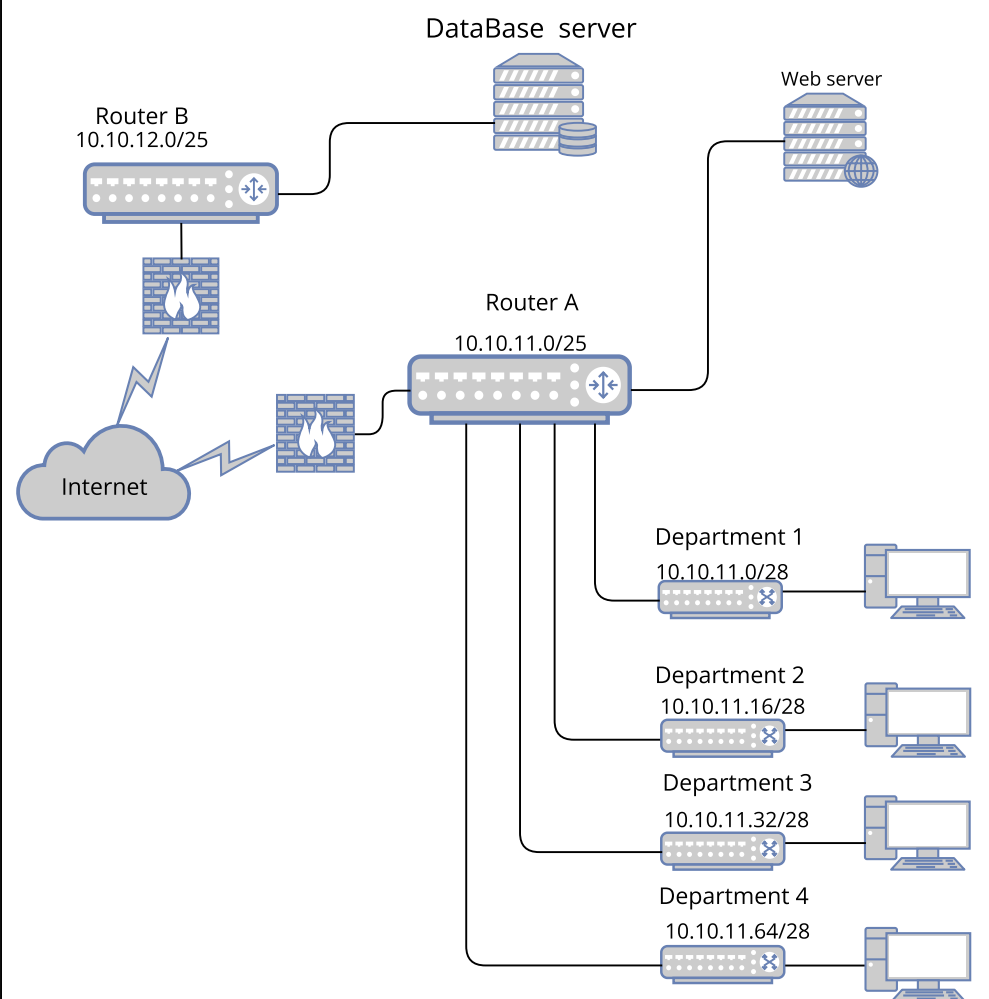 DataBase  server
Web server
Router B
10.10.12.0/25
Router A
10.10.11.0/25
Internet
Department 1
10.10.11.0/28
Department 2
10.10.11.16/28
Department 3
10.10.11.32/28
Department 4
10.10.11.64/28